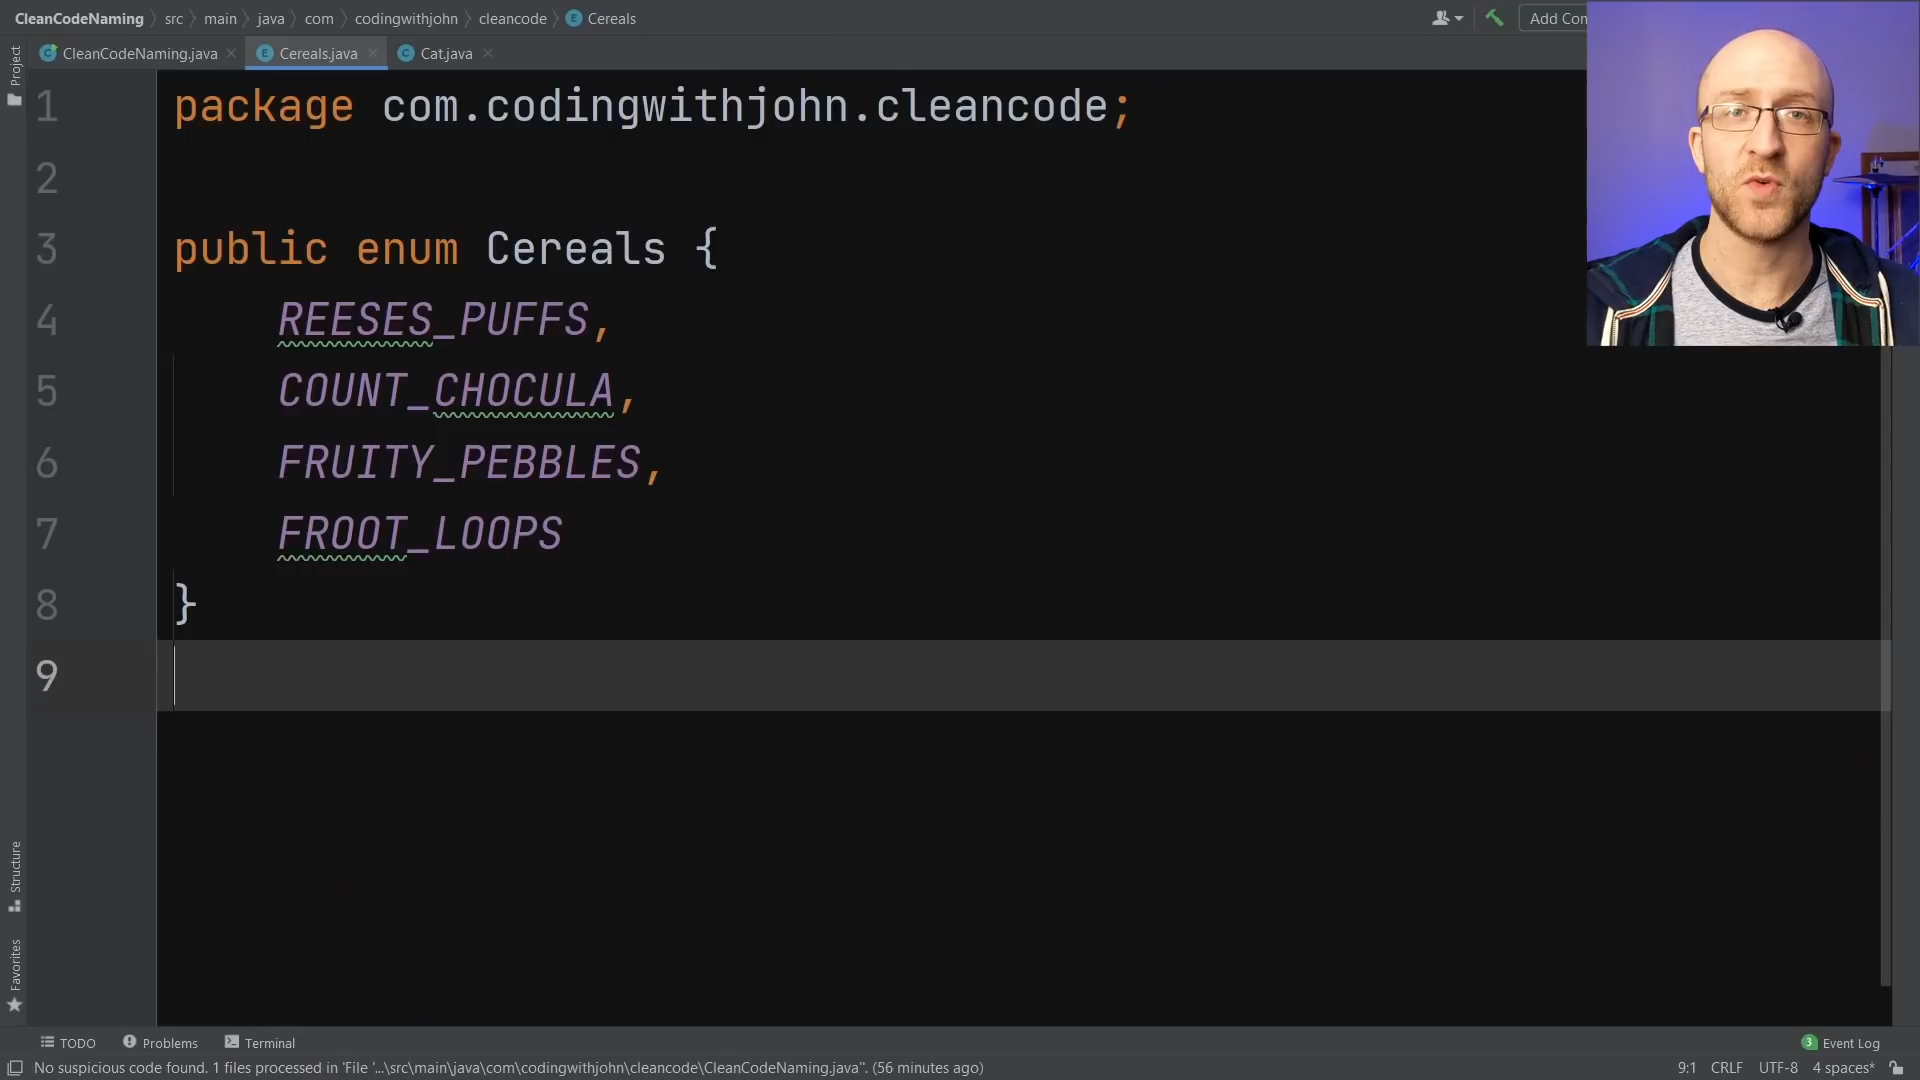 CleanCodeNaming src main java com codingwithjohn cleancode Cereals
Add Con
CleanCodeNaming.java Cereals.java Cat.java
Project
1 package com.codingwithjohn.cleancode;
2
3 public enum Cereals {
4 REESES_PUFFS,
5 COUNT_CHOCULA,
6 FRUITY_PEBBLES,
7 FROOT_LOOPS
8 }
9
Structure
Favorites
TODO Problems Terminal
3 Event Log
No suspicious code found. 1 files processed in 'File '...\src\main\java\com\codingwithjohn\cleancode\CleanCodeNaming.java''. (56 minutes ago)
9:1 CRLF UTF-8 4 spaces*